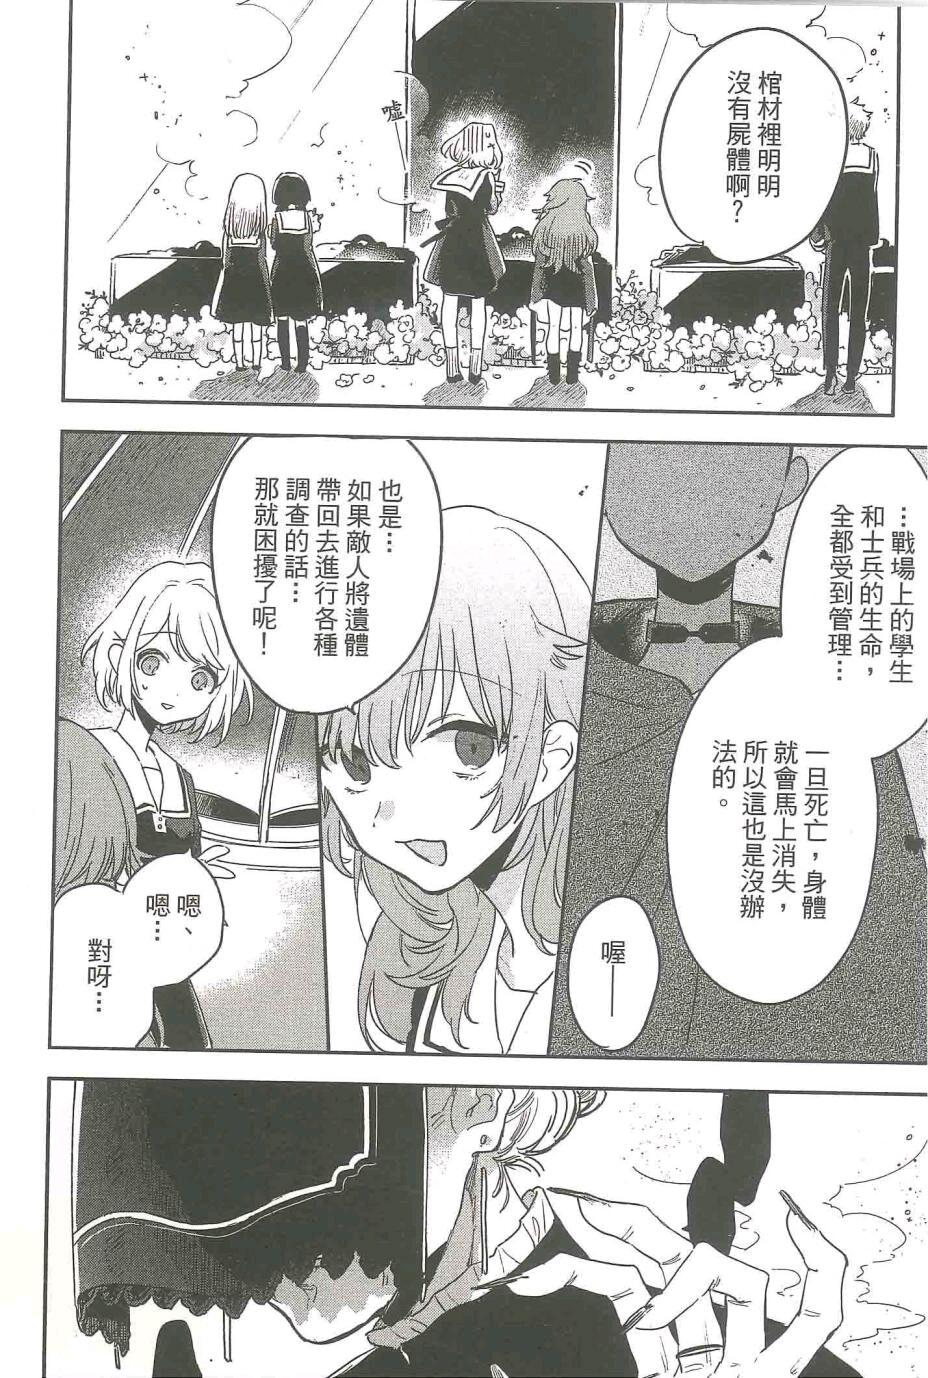 棺材裡明明
沒有屍體啊？
噓—
…戰場上的學生
和士兵的生命，
全都受到管理…
一旦死亡，身體
就會馬上消失，
所以這也是沒辦
法的。
喔——
也是…
如果敵人將遺體
帶回去進行各種
調查的話…
那就困擾了呢！
嗯、
嗯…
對呀…